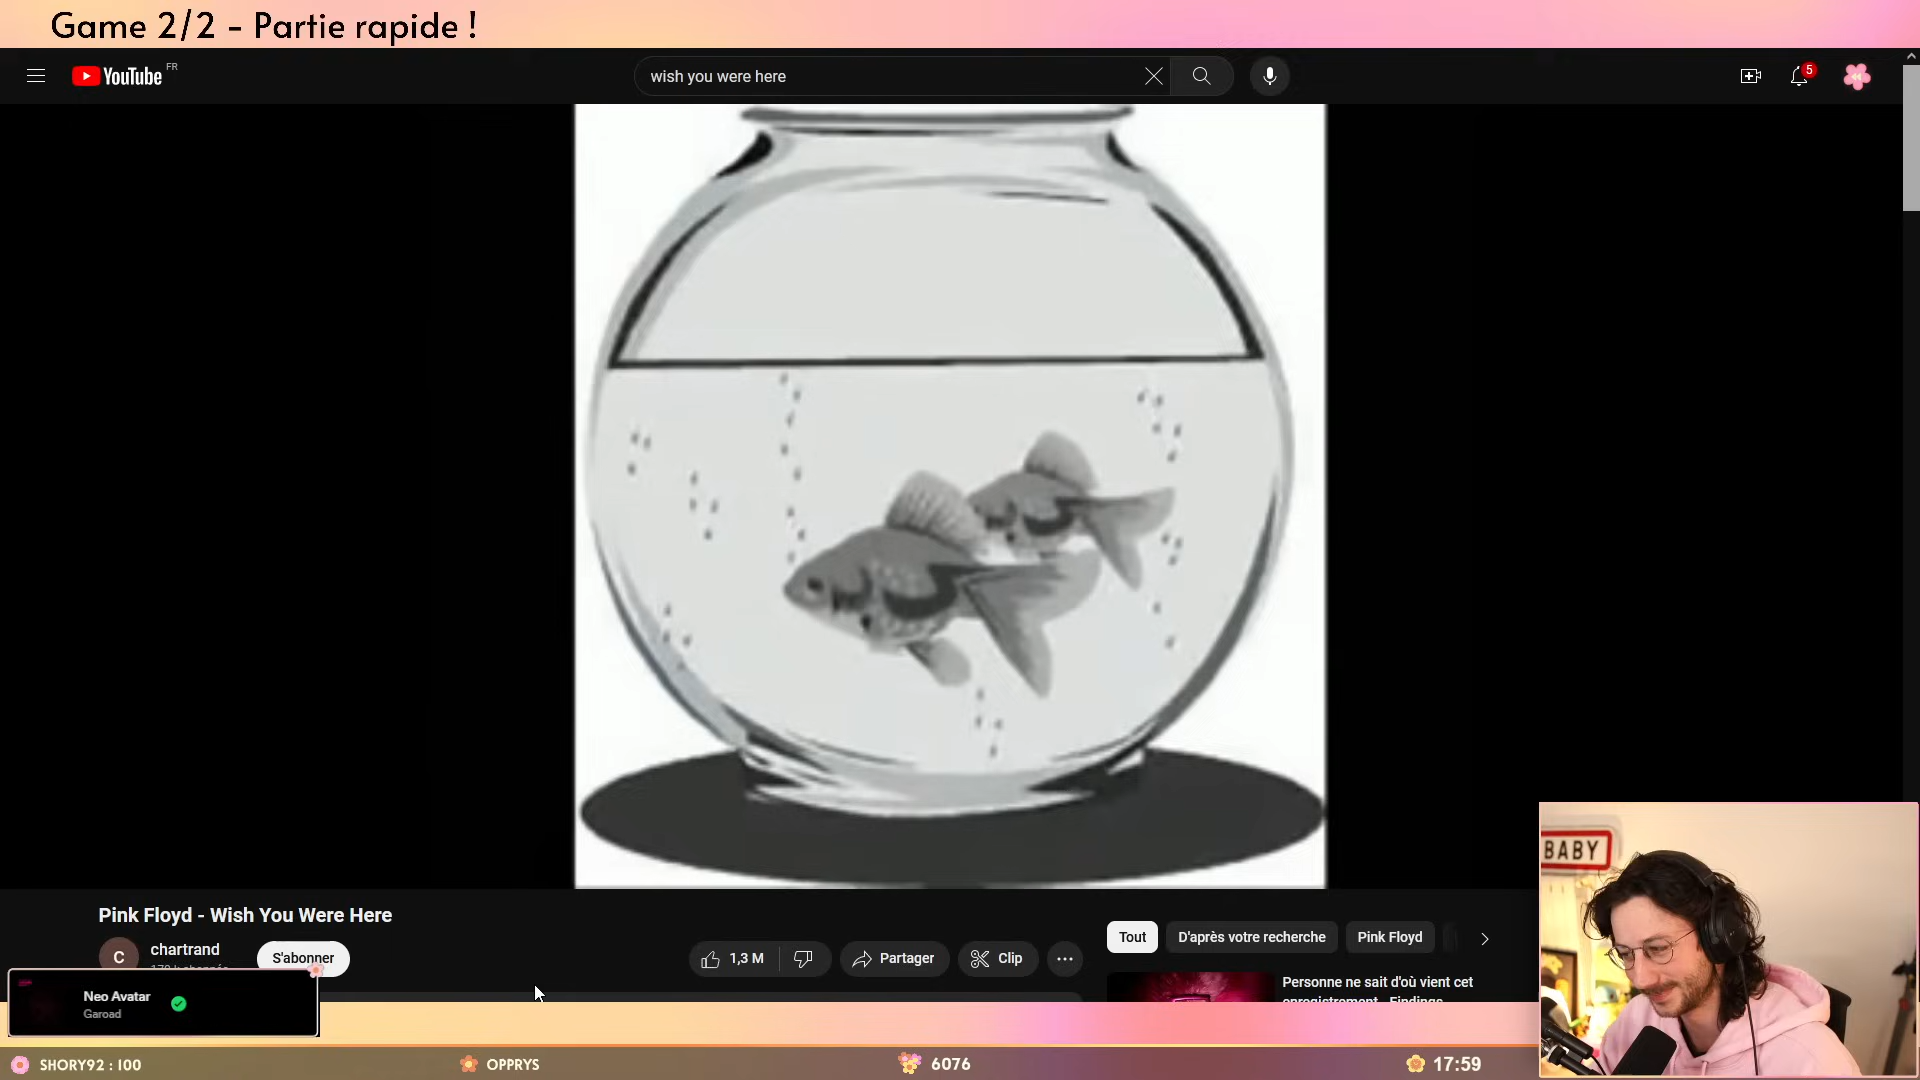 Game 2/2 - Partie rapide !
YouTube FR
wish you were here
5
Pink Floyd - Wish You Were Here
C
chartrand
S'abonner
1,3 M
Partager
Clip
Tout
D'après votre recherche
Pink Floyd
Personne ne sait d'où vient cet
enregistrement - Findings
Neo Avatar
Garoad
BABY
SHORY92 : 100
OPPRYS
6076
17:59